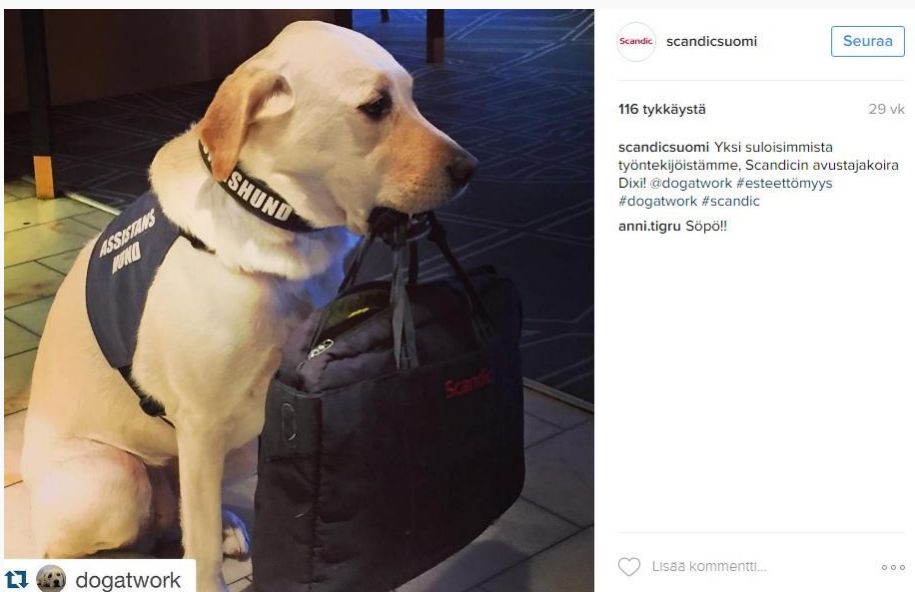 SHUND
ASSISTANS
HUND
Scandic
dogatwork
Scandic
scandicsuomi
Seuraa
116 tykkäystä
29 vk
scandicsuomi Yksi suloisimmista
työntekijöistämme, Scandicin avustajakoira
Dixi! @dogatwork #esteettömyys
#dogatwork #scandic
anni.tigru Söpö!!
Lisää kommentti...